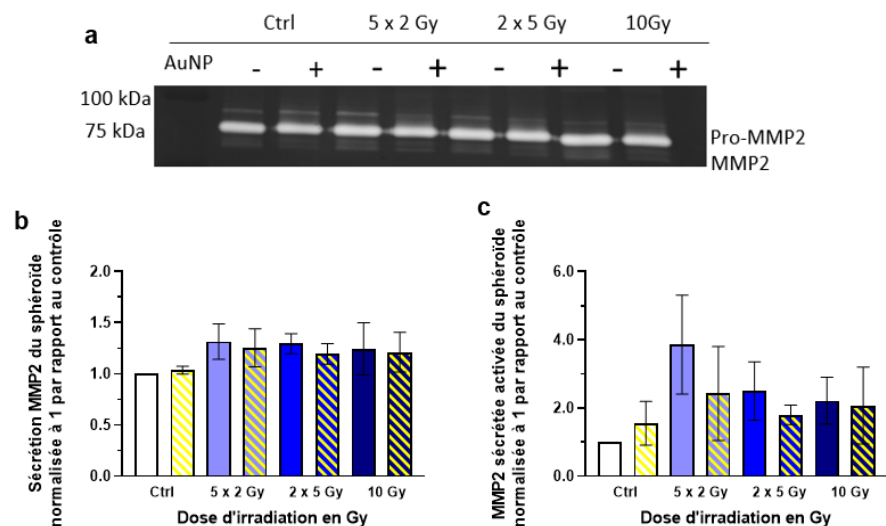 a
Ctrl 5 x 2 Gy 2 x 5 Gy 10Gy
AuNP - + - + - + - +
100 kDa
75 kDa
Pro-MMP2
MMP2
b
Sécrétion MMP2 du sphéroïde
normalisée à 1 par rapport au contrôle
2.0
1.5
1.0
0.5
0.0
Ctrl 5 x 2 Gy 2 x 5 Gy 10 Gy
Dose d'irradiation en Gy
c
MMP2 sécrétée activée du sphéroïde
normalisée à 1 par rapport au contrôle
6.0
4.0
2.0
0.0
Ctrl 5 x 2 Gy 2 x 5 Gy 10 Gy
Dose d'irradiation en Gy